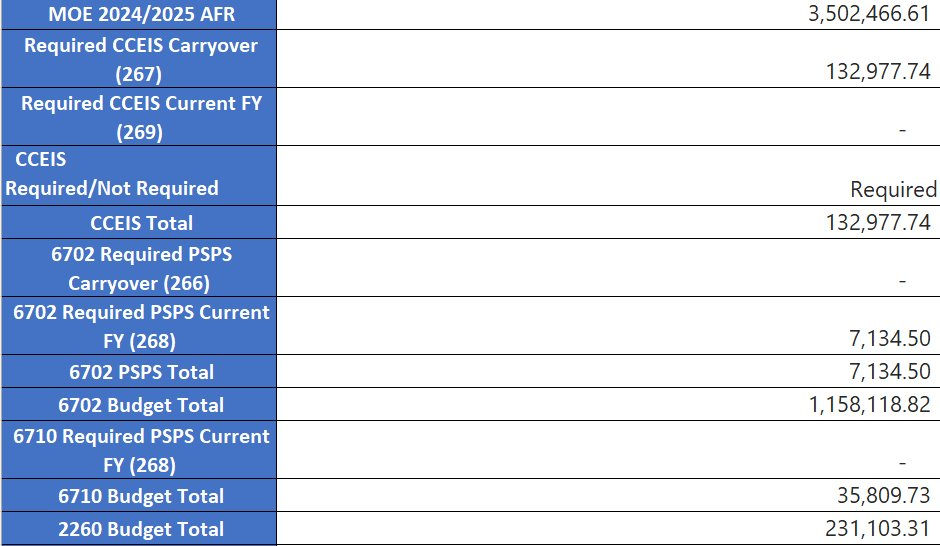 MOE 2024/2025 AFR 3,502,466.61
Required CCEIS Carryover
(267) 132,977.74
Required CCEIS Current FY
(269) -
CCEIS
Required/Not Required Required
CCEIS Total 132,977.74
6702 Required PSPS
Carryover (266) -
6702 Required PSPS Current
FY (268) 7,134.50
6702 PSPS Total 7,134.50
6702 Budget Total 1,158,118.82
6710 Required PSPS Current
FY (268) -
6710 Budget Total 35,809.73
2260 Budget Total 231,103.31